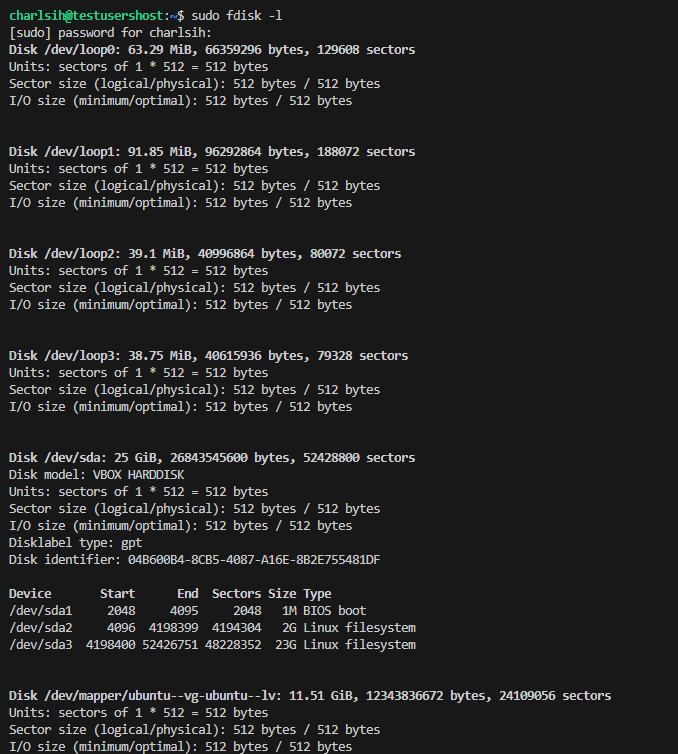 charlsih@testusershost:~$ sudo fdisk -l
[sudo] password for charlsih:
Disk /dev/loop0: 63.29 MiB, 66359296 bytes, 129608 sectors
Units: sectors of 1 * 512 = 512 bytes
Sector size (logical/physical): 512 bytes / 512 bytes
I/O size (minimum/optimal): 512 bytes / 512 bytes
Disk /dev/loop1: 91.85 MiB, 96292864 bytes, 188072 sectors
Units: sectors of 1 * 512 = 512 bytes
Sector size (logical/physical): 512 bytes / 512 bytes
I/O size (minimum/optimal): 512 bytes / 512 bytes
Disk /dev/loop2: 39.1 MiB, 40996864 bytes, 80072 sectors
Units: sectors of 1 * 512 = 512 bytes
Sector size (logical/physical): 512 bytes / 512 bytes
I/O size (minimum/optimal): 512 bytes / 512 bytes
Disk /dev/loop3: 38.75 MiB, 40615936 bytes, 79328 sectors
Units: sectors of 1 * 512 = 512 bytes
Sector size (logical/physical): 512 bytes / 512 bytes
I/O size (minimum/optimal): 512 bytes / 512 bytes
Disk /dev/sda: 25 GiB, 26843545600 bytes, 52428800 sectors
Disk model: VBOX HARDDISK
Units: sectors of 1 * 512 = 512 bytes
Sector size (logical/physical): 512 bytes / 512 bytes
I/O size (minimum/optimal): 512 bytes / 512 bytes
Disklabel type: gpt
Disk identifier: 04B600B4-8CB5-4087-A16E-8B2E755481DF
Device Start End Sectors Size Type
/dev/sda1 2048 4095 2048 1M BIOS boot
/dev/sda2 4096 4198399 4194304 2G Linux filesystem
/dev/sda3 4198400 52426751 48228352 23G Linux filesystem
Disk /dev/mapper/ubuntu--vg-ubuntu--lv: 11.51 GiB, 12343836672 bytes, 24109056 sectors
Units: sectors of 1 * 512 = 512 bytes
Sector size (logical/physical): 512 bytes / 512 bytes
I/O size (minimum/optimal): 512 bytes / 512 bytes